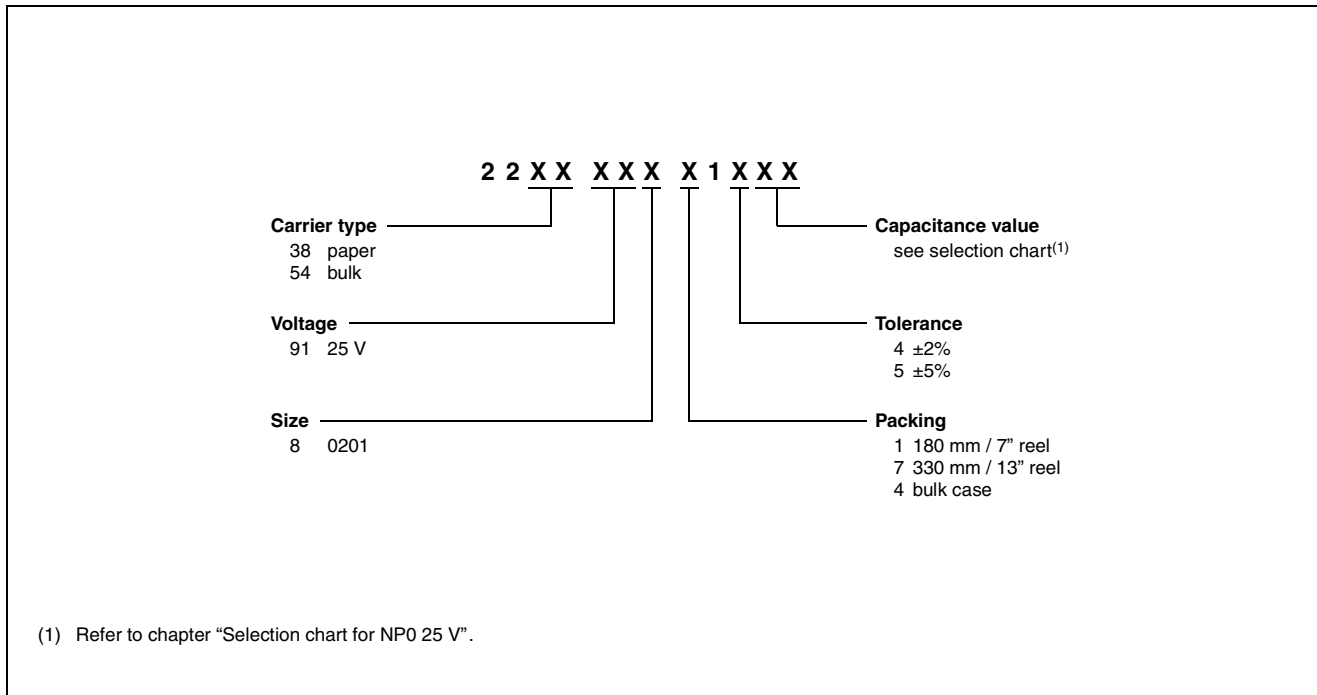 2 2 X X X X X X 1 X X X
Carrier type
38 paper
54 bulk
Voltage
91 25 V
Size
8 0201
Capacitance value
see selection chart(1)
Tolerance
4 ±2%
5 ±5%
Packing
1 180 mm / 7” reel
7 330 mm / 13” reel
4 bulk case
(1) Refer to chapter “Selection chart for NP0 25 V”.